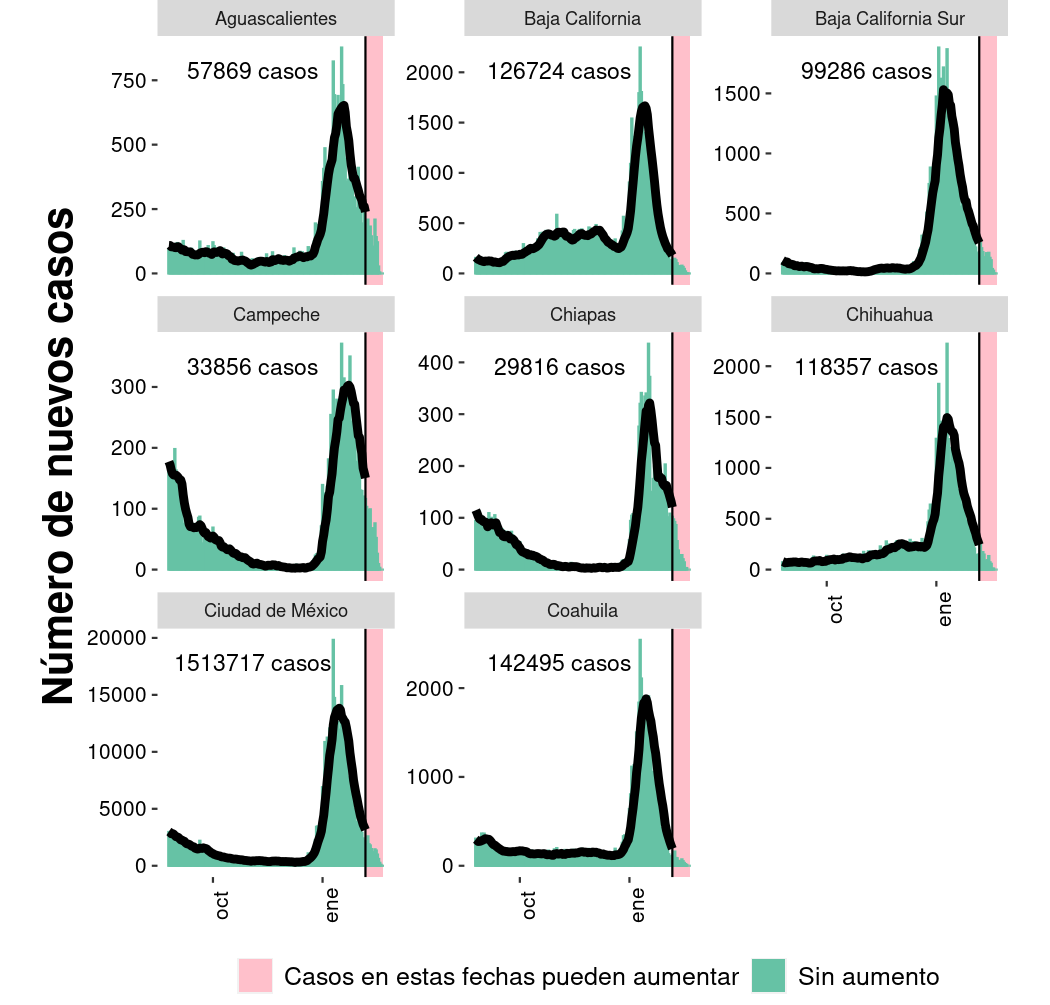 Aguascalientes
Baja California
Baja California Sur
57869 casos
126724 casos
99286 casos
750
500
250
0
2000
1500
1000
500
0
1500
1000
500
0
Campeche
Chiapas
Chihuahua
33856 casos
29816 casos
118357 casos
300
200
100
0
400
300
200
100
0
2000
1500
1000
500
0
oct
ene
Ciudad de México
Coahuila
1513717 casos
142495 casos
20000
15000
10000
5000
0
2000
1000
0
oct
ene
oct
ene
Número de nuevos casos
Casos en estas fechas pueden aumentar
Sin aumento